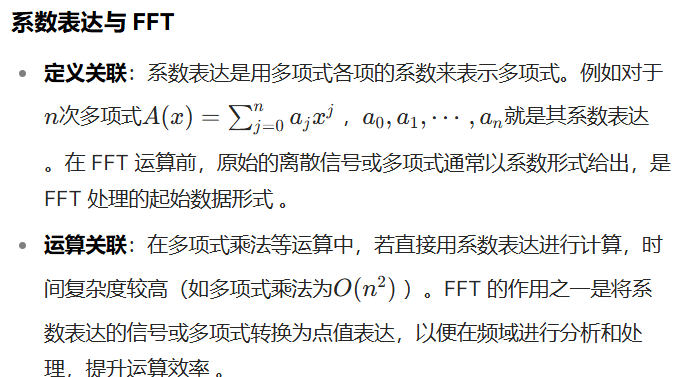 系数表达与 FFT
• 定义关联：系数表达是用多项式各项的系数来表示多项式。例如对于
n次多项式A(x) = ∑_{j=0}^{n} a_j x^j ，a_0, a_1, ⋯ , a_n就是其系数表达
。在 FFT 运算前，原始的离散信号或多项式通常以系数形式给出，是
FFT 处理的起始数据形式 。
• 运算关联：在多项式乘法等运算中，若直接用系数表达进行计算，时
间复杂度较高（如多项式乘法为O(n^2) ）。FFT 的作用之一是将系
数表达的信号或多项式转换为点值表达，以便在频域进行分析和处
理，提升运算效率 。